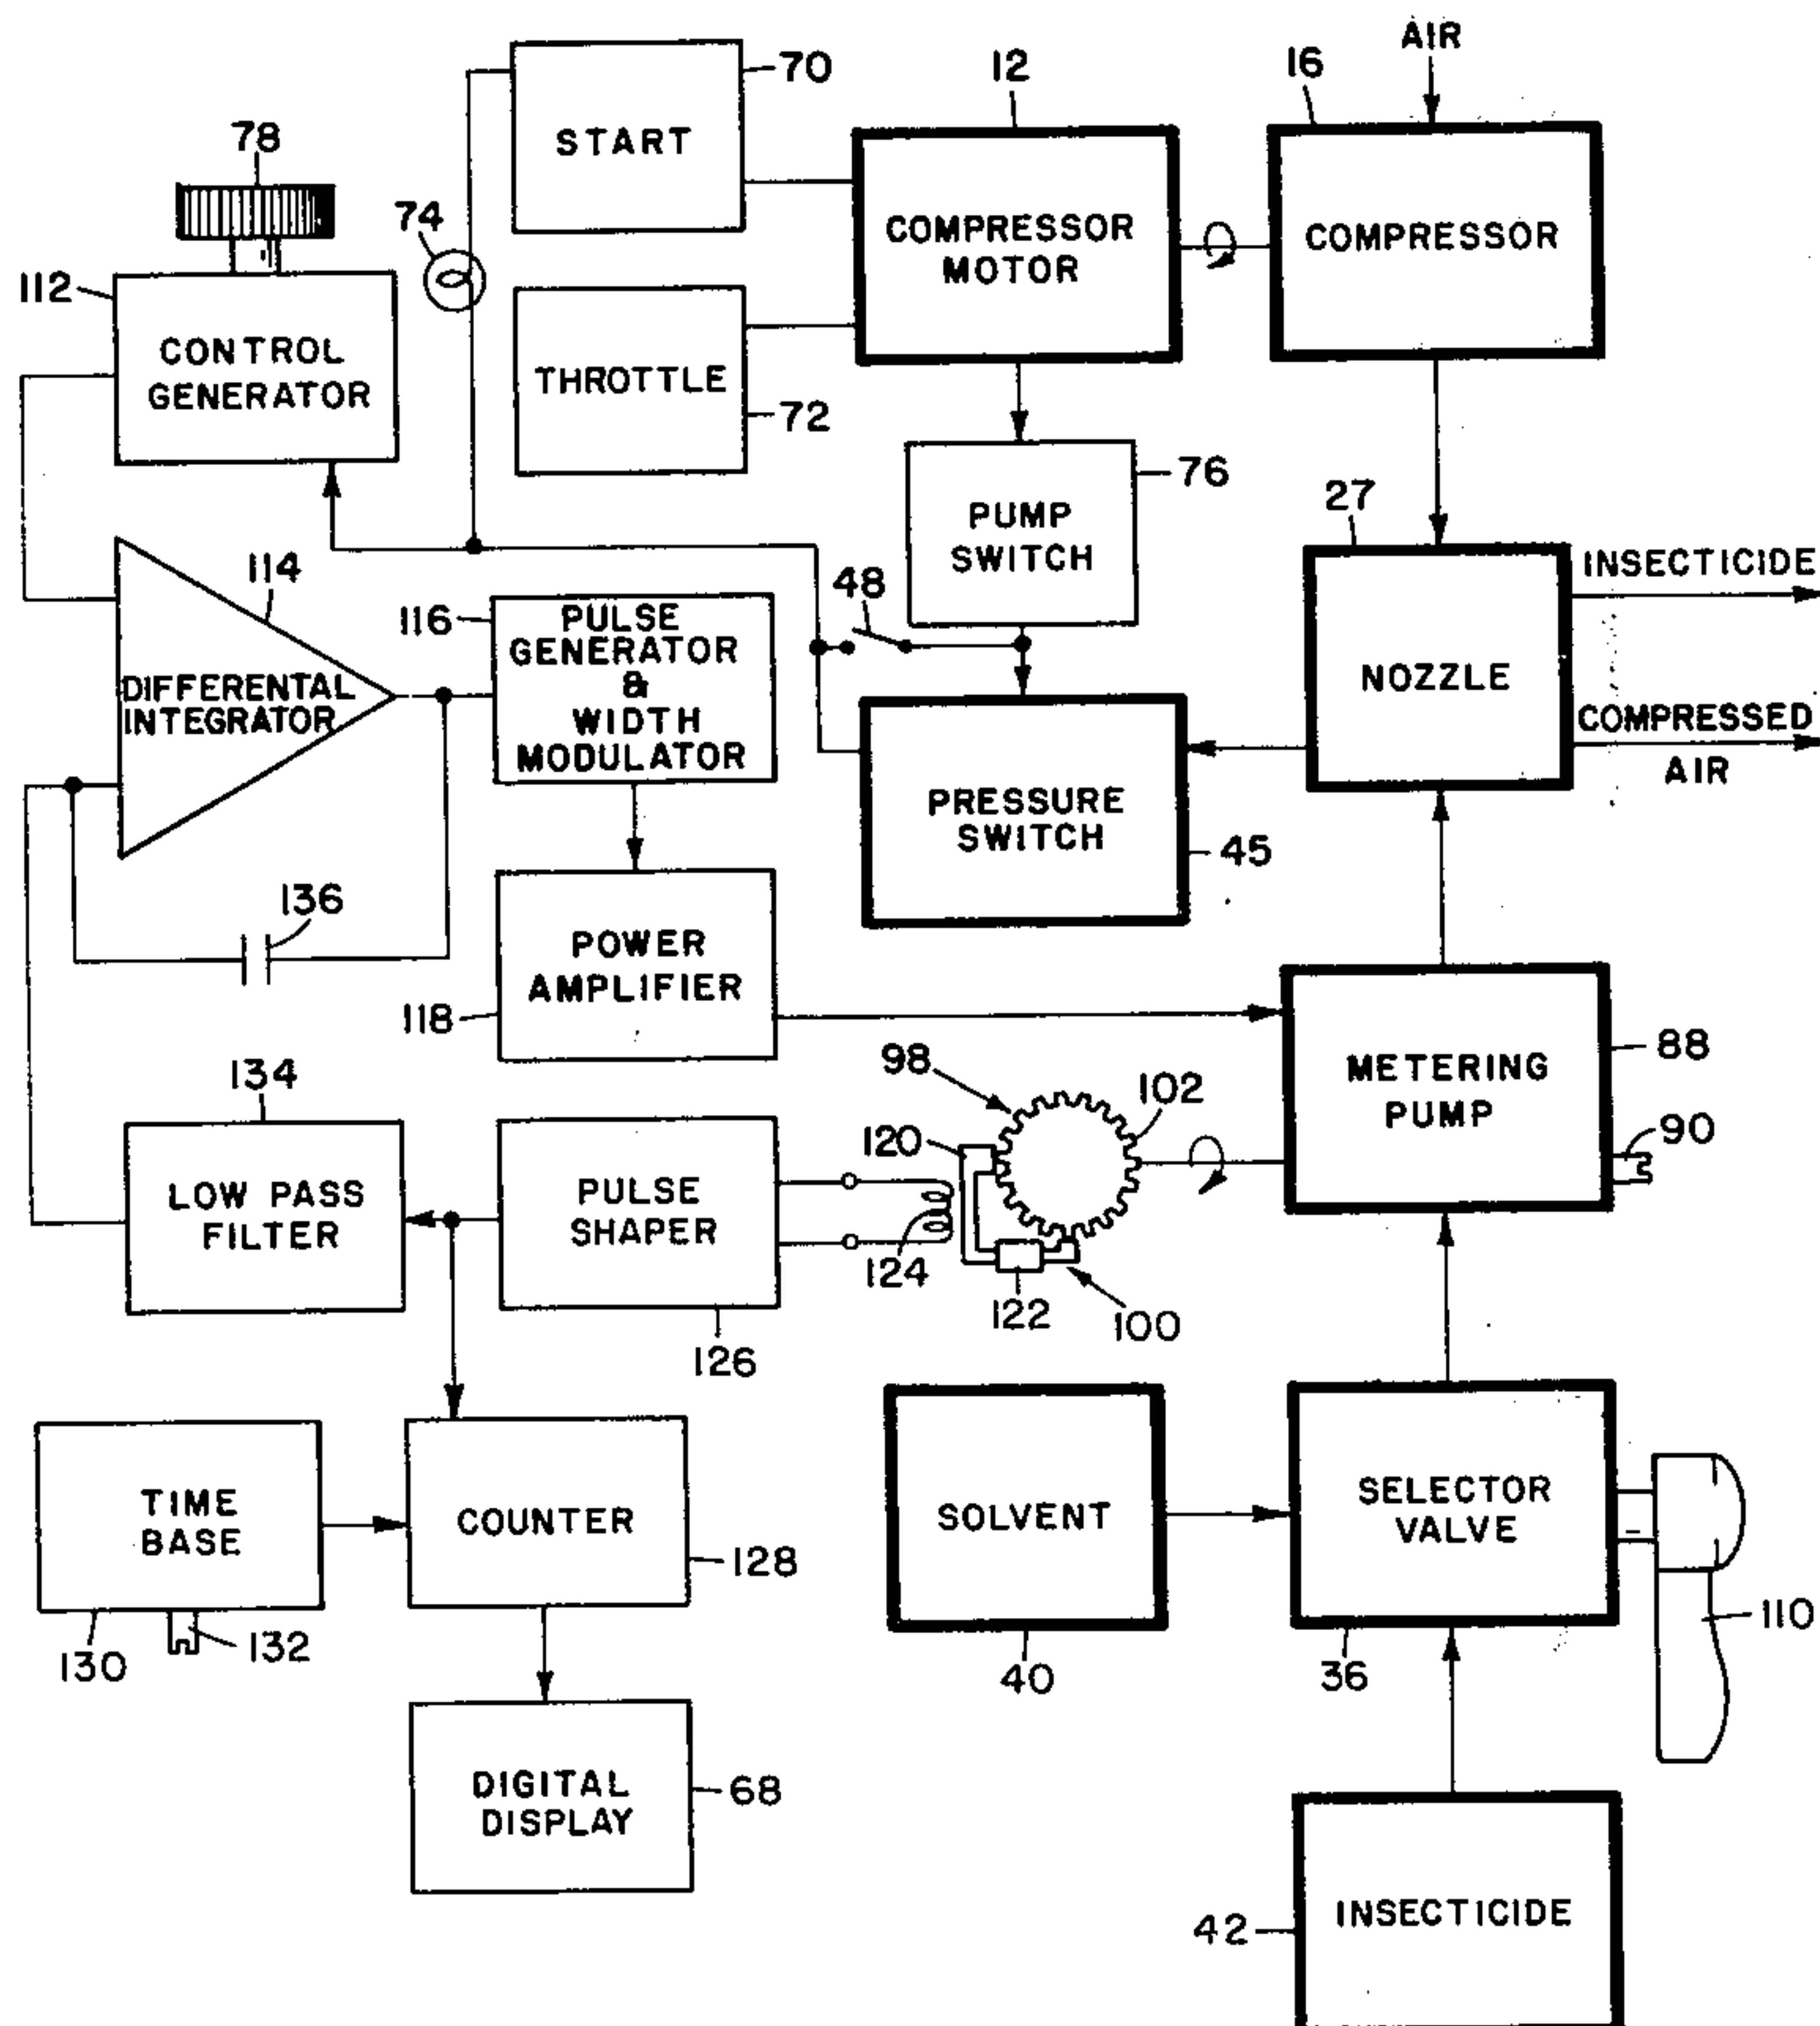 AIR
70
12
16
START
78
74
COMPRESSOR
MOTOR
COMPRESSOR
112
CONTROL
GENERATOR
THROTTLE
72
76
27
PUMP
SWITCH
INSECTICIDE
114
48
116
PULSE
GENERATOR
&
WIDTH
MODULATOR
NOZZLE
DIFFERENTAL
INTEGRATOR
COMPRESSED
AIR
PRESSURE
SWITCH
45
136
POWER
AMPLIFIER
118
88
METERING
PUMP
98
102
134
120
90
LOW PASS
FILTER
PULSE
SHAPER
124
122
100
126
TIME
BASE
COUNTER
SOLVENT
SELECTOR
VALVE
128
110
130
132
40
36
DIGITAL
DISPLAY
68
INSECTICIDE
42